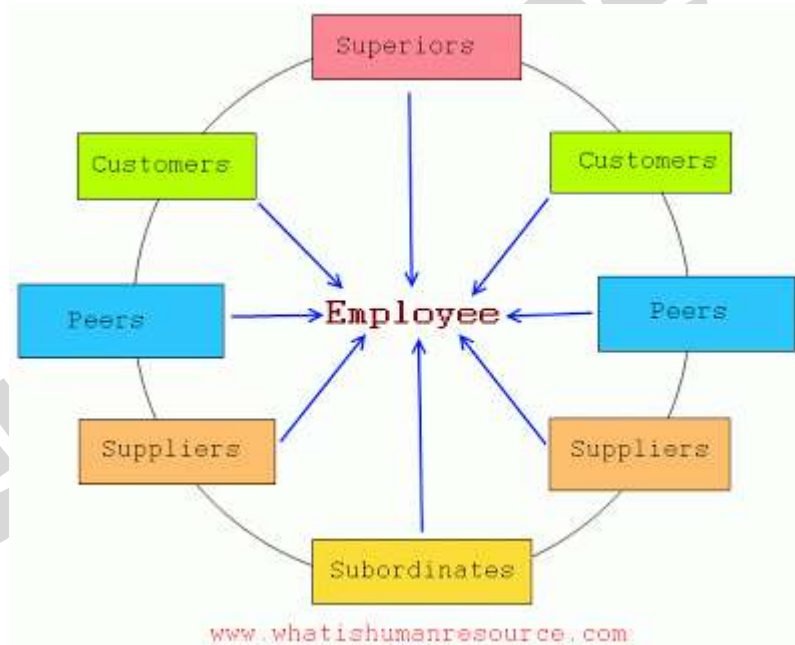 Superiors
Customers
Customers
Peers
Employee
Peers
Suppliers
Suppliers
Subordinates
www.whatishumanresource.com